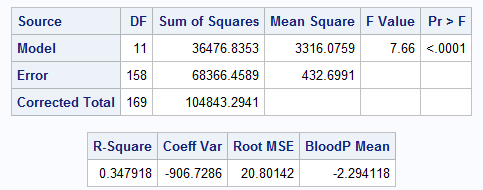 Source DF Sum of Squares Mean Square F Value Pr > F
Model 11 36476.8353 3316.0759 7.66 <.0001
Error 158 68366.4589 432.6991
Corrected Total 169 104843.2941
R-Square Coeff Var Root MSE BloodP Mean
0.347918 -906.7286 20.80142 -2.294118